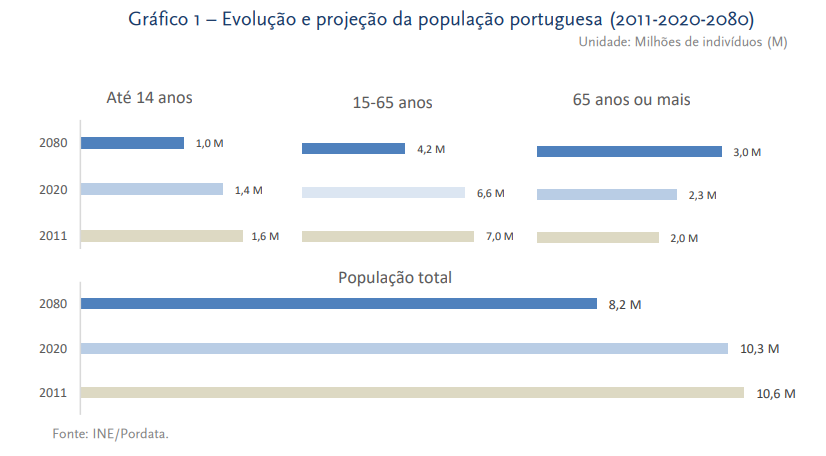 Gráfico 1 – Evolução e projeção da população portuguesa (2011-2020-2080)
Unidade: Milhões de indivíduos (M)
Até 14 anos 15-65 anos 65 anos ou mais
2080 1,0 M 4,2 M 3,0 M
2020 1,4 M 6,6 M 2,3 M
2011 1,6 M 7,0 M 2,0 M
População total
2080 8,2 M
2020 10,3 M
2011 10,6 M
Fonte: INE/Pordata.